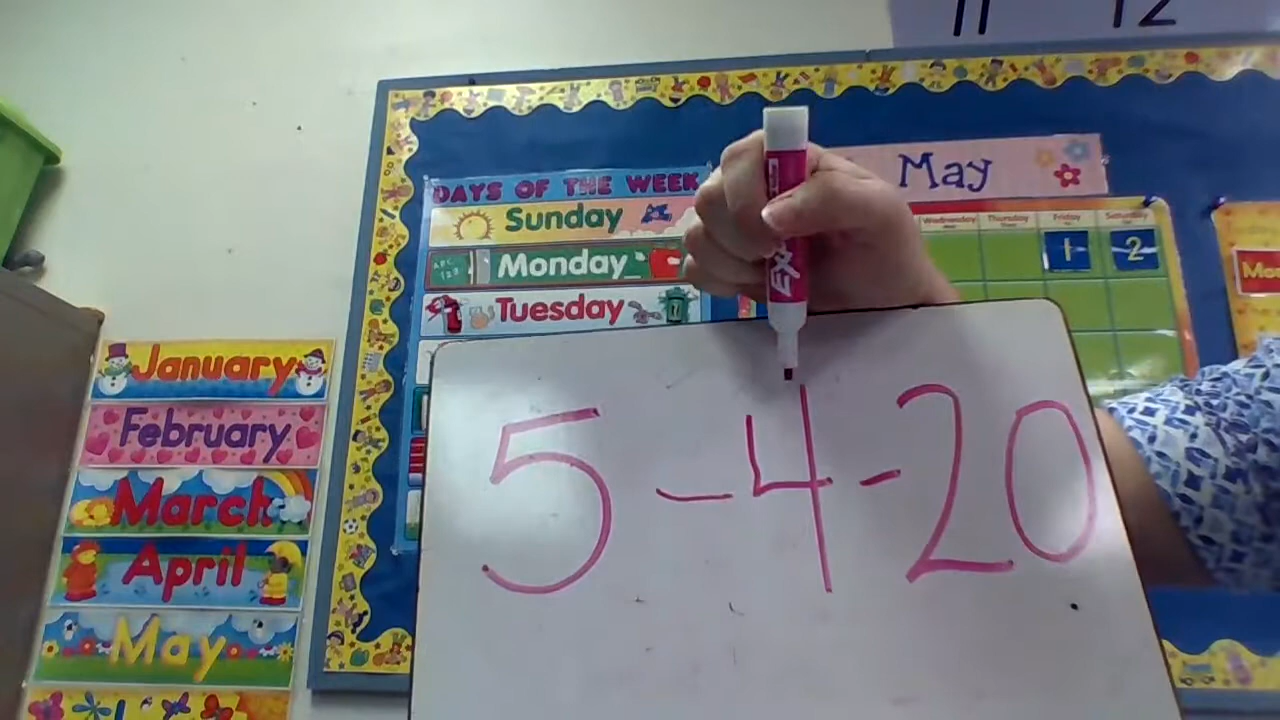 11 12
DAYS OF THE WEEK
Sunday
Monday
Tuesday
May
Wednesday Thursday Friday Saturday
1 2
January
February
March
April
May
5-4-20
EXP